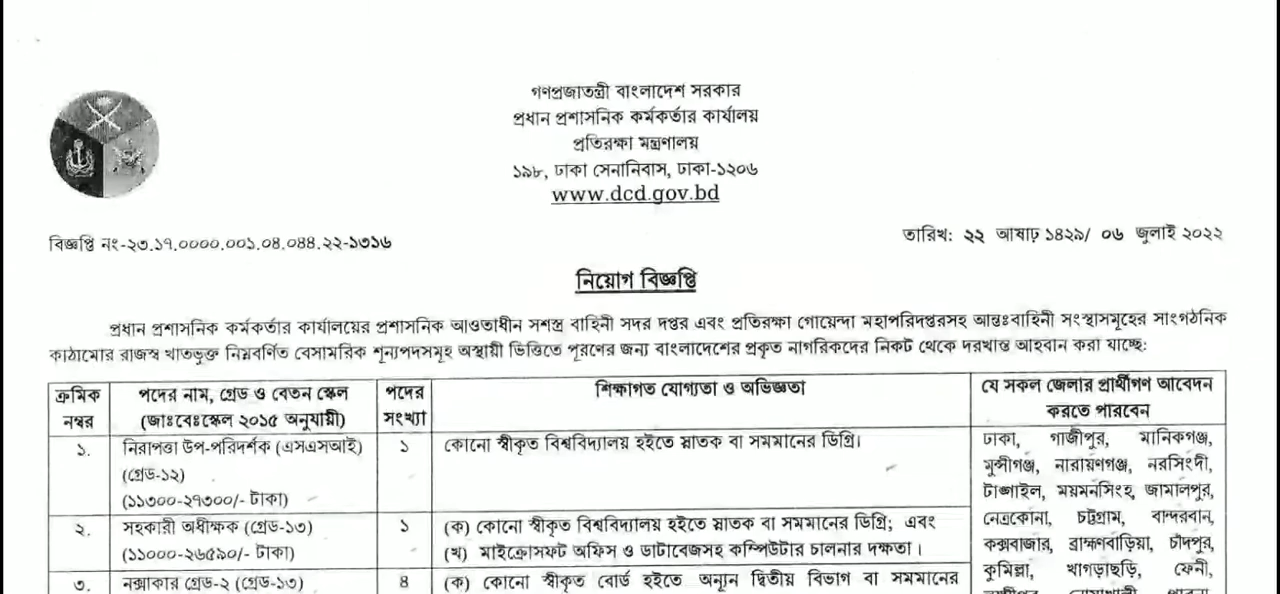 গণপ্রজাতন্ত্রী বাংলাদেশ সরকার
প্রধান প্রশাসনিক কর্মকর্তার কার্যালয়
প্রতিরক্ষা মন্ত্রণালয়
১৯৮, ঢাকা সেনানিবাস, ঢাকা-১২০৬
www.dcd.gov.bd
বিজ্ঞপ্তি নং-২৩.১৭.০০০০.০০১.০৪.০৪৪.২২-১৩১৬
তারিখ: ২২ আষাঢ় ১৪২৯/ ০৬ জুলাই ২০২২
নিয়োগ বিজ্ঞপ্তি
প্রধান প্রশাসনিক কর্মকর্তার কার্যালয়ের প্রশাসনিক আওতাধীন সশস্ত্র বাহিনী সদর দপ্তর এবং প্রতিরক্ষা গোয়েন্দা মহাপরিদপ্তরসহ আন্তঃবাহিনী সংস্থাসমূহের সাংগঠনিক
কাঠামোর রাজস্ব খাতভুক্ত নিম্নবর্ণিত বেসামরিক শূন্যপদসমূহ অস্থায়ী ভিত্তিতে পূরণের জন্য বাংলাদেশের প্রকৃত নাগরিকদের নিকট থেকে দরখাস্ত আহবান করা যাচ্ছে:
ক্রমিক
নম্বর
পদের নাম, গ্রেড ও বেতন স্কেল
(জাঃবেঃস্কেল ২০১৫ অনুযায়ী)
পদের
সংখ্যা
শিক্ষাগত যোগ্যতা ও অভিজ্ঞতা
যে সকল জেলার প্রার্থীগণ আবেদন
করতে পারবেন
১.
নিরাপত্তা উপ-পরিদর্শক (এসএসআই)
(গ্রেড-১২)
(১১৩০০-২৭৩০০/- টাকা)
১
কোনো স্বীকৃত বিশ্ববিদ্যালয় হইতে স্নাতক বা সমমানের ডিগ্রি।
ঢাকা, গাজীপুর, মানিকগঞ্জ,
মুন্সীগঞ্জ, নারায়ণগঞ্জ, নরসিংদী,
টাঙ্গাইল, ময়মনসিংহ, জামালপুর,
নেত্রকোনা, চট্টগ্রাম, বান্দরবান,
কক্সবাজার, ব্রাহ্মণবাড়িয়া, চাঁদপুর,
কুমিল্লা, খাগড়াছড়ি, ফেনী,
২.
সহকারী অধীক্ষক (গ্রেড-১৩)
(১১০০০-২৬৫৯০/- টাকা)
১
(ক) কোনো স্বীকৃত বিশ্ববিদ্যালয় হইতে স্নাতক বা সমমানের ডিগ্রি; এবং
(খ) মাইক্রোসফট অফিস ও ডাটাবেজসহ কম্পিউটার চালনার দক্ষতা।
৩.
নক্সাকার গ্রেড-২ (গ্রেড-১৩)
৪
(ক) কোনো স্বীকৃত বোর্ড হইতে অন্যূন দ্বিতীয় বিভাগ বা সমমানের